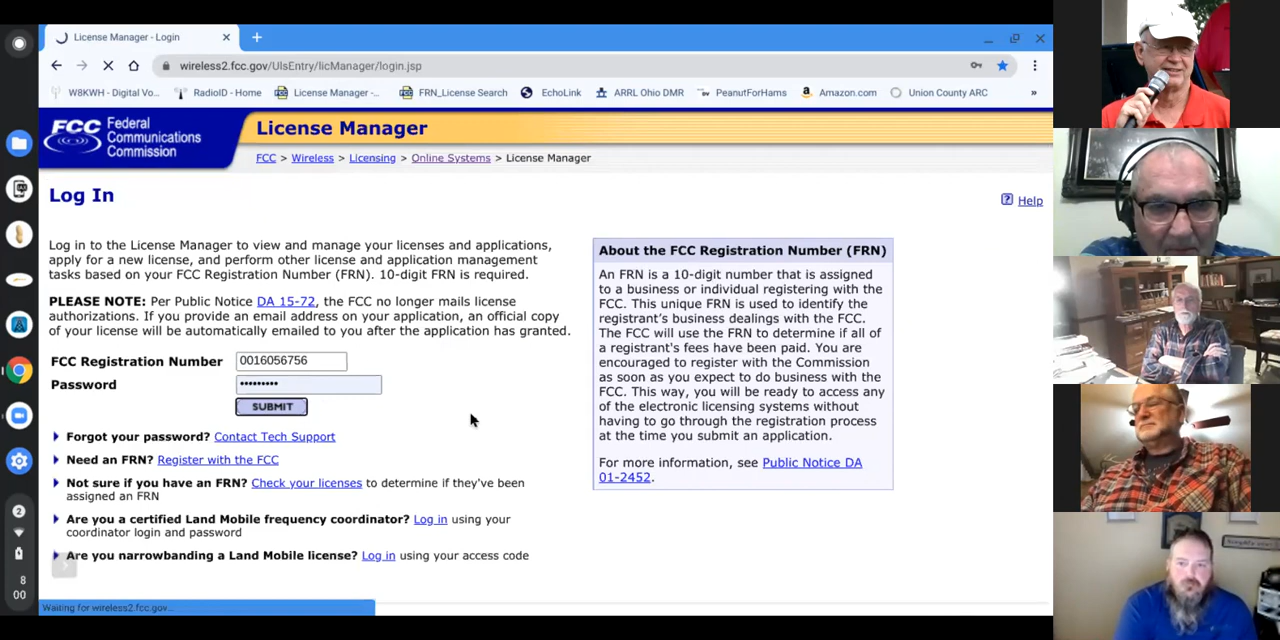 License Manager - Login
wireless2.fcc.gov/UlsEntry/licManager/login.jsp
W8KWH - Digital Vo...
RadioID - Home
License Manager -...
FRN_License Search
EchoLink
ARRL Ohio DMR
PeanutForHams
Amazon.com
Union County ARC
»
FCC Federal
Communications
Commission
License Manager
FCC > Wireless > Licensing > Online Systems > License Manager
Log In
Help
Log in to the License Manager to view and manage your licenses and applications,
apply for a new license, and perform other license and application management
tasks based on your FCC Registration Number (FRN). 10-digit FRN is required.
PLEASE NOTE: Per Public Notice DA 15-72, the FCC no longer mails license
authorizations. If you provide an email address on your application, an official copy
of your license will be automatically emailed to you after the application has granted.
FCC Registration Number 0016056756
Password •••••••••
SUBMIT
Forgot your password? Contact Tech Support
Need an FRN? Register with the FCC
Not sure if you have an FRN? Check your licenses to determine if they've been
assigned an FRN
Are you a certified Land Mobile frequency coordinator? Log in using your
coordinator login and password
Are you narrowbanding a Land Mobile license? Log in using your access code
About the FCC Registration Number (FRN)
An FRN is a 10-digit number that is assigned
to a business or individual registering with the
FCC. This unique FRN is used to identify the
registrant's business dealings with the FCC.
The FCC will use the FRN to determine if all of
a registrant's fees have been paid. You are
encouraged to register with the Commission
as soon as you expect to do business with the
FCC. This way, you will be ready to access any
of the electronic licensing systems without
having to go through the registration process
at the time you submit an application.
For more information, see Public Notice DA
01-2452.
Waiting for wireless2.fcc.gov...
2
8
00